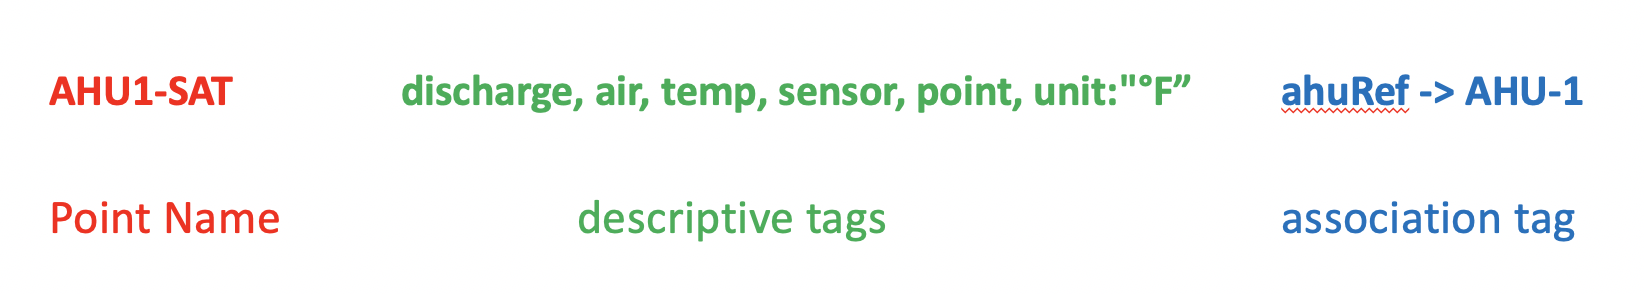 AHU1-SAT discharge, air, temp, sensor, point, unit:"°F” ahuRef -> AHU-1
Point Name descriptive tags association tag